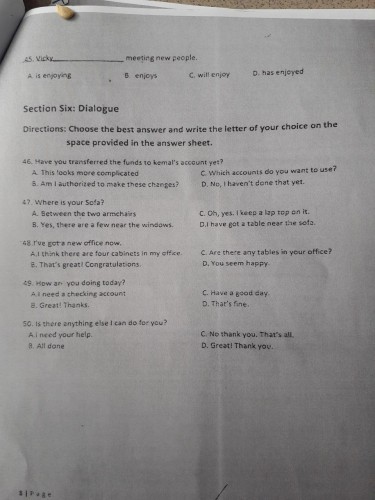 45. Vicky____________ meeting new people.
A. is enjoying B. enjoys C. will enjoy D. has enjoyed
Section Six: Dialogue
Directions: Choose the best answer and write the letter of your choice on the
space provided in the answer sheet.
46. Have you transferred the funds to kemal's account yet?
A. This looks more complicated C. Which accounts do you want to use?
B. Am I authorized to make these changes? D. No, I haven't done that yet.
47. Where is your Sofa?
A. Between the two armchairs C. Oh, yes. I keep a lap top on it.
B. Yes, there are a few near the windows. D.I have got a table near the sofa.
48.I've got a new office now.
A.I think there are four cabinets in my office. C. Are there any tables in your office?
B. That's great! Congratulations. D. You seem happy.
49. How an you doing today?
A.I need a checking account C. Have a good day.
B. Great! Thanks. D. That's fine.
50. Is there anything else I can do for you?
A.I need your help. C. No thank you. That's all.
B. All done D. Great! Thank you.
5 | P a g e